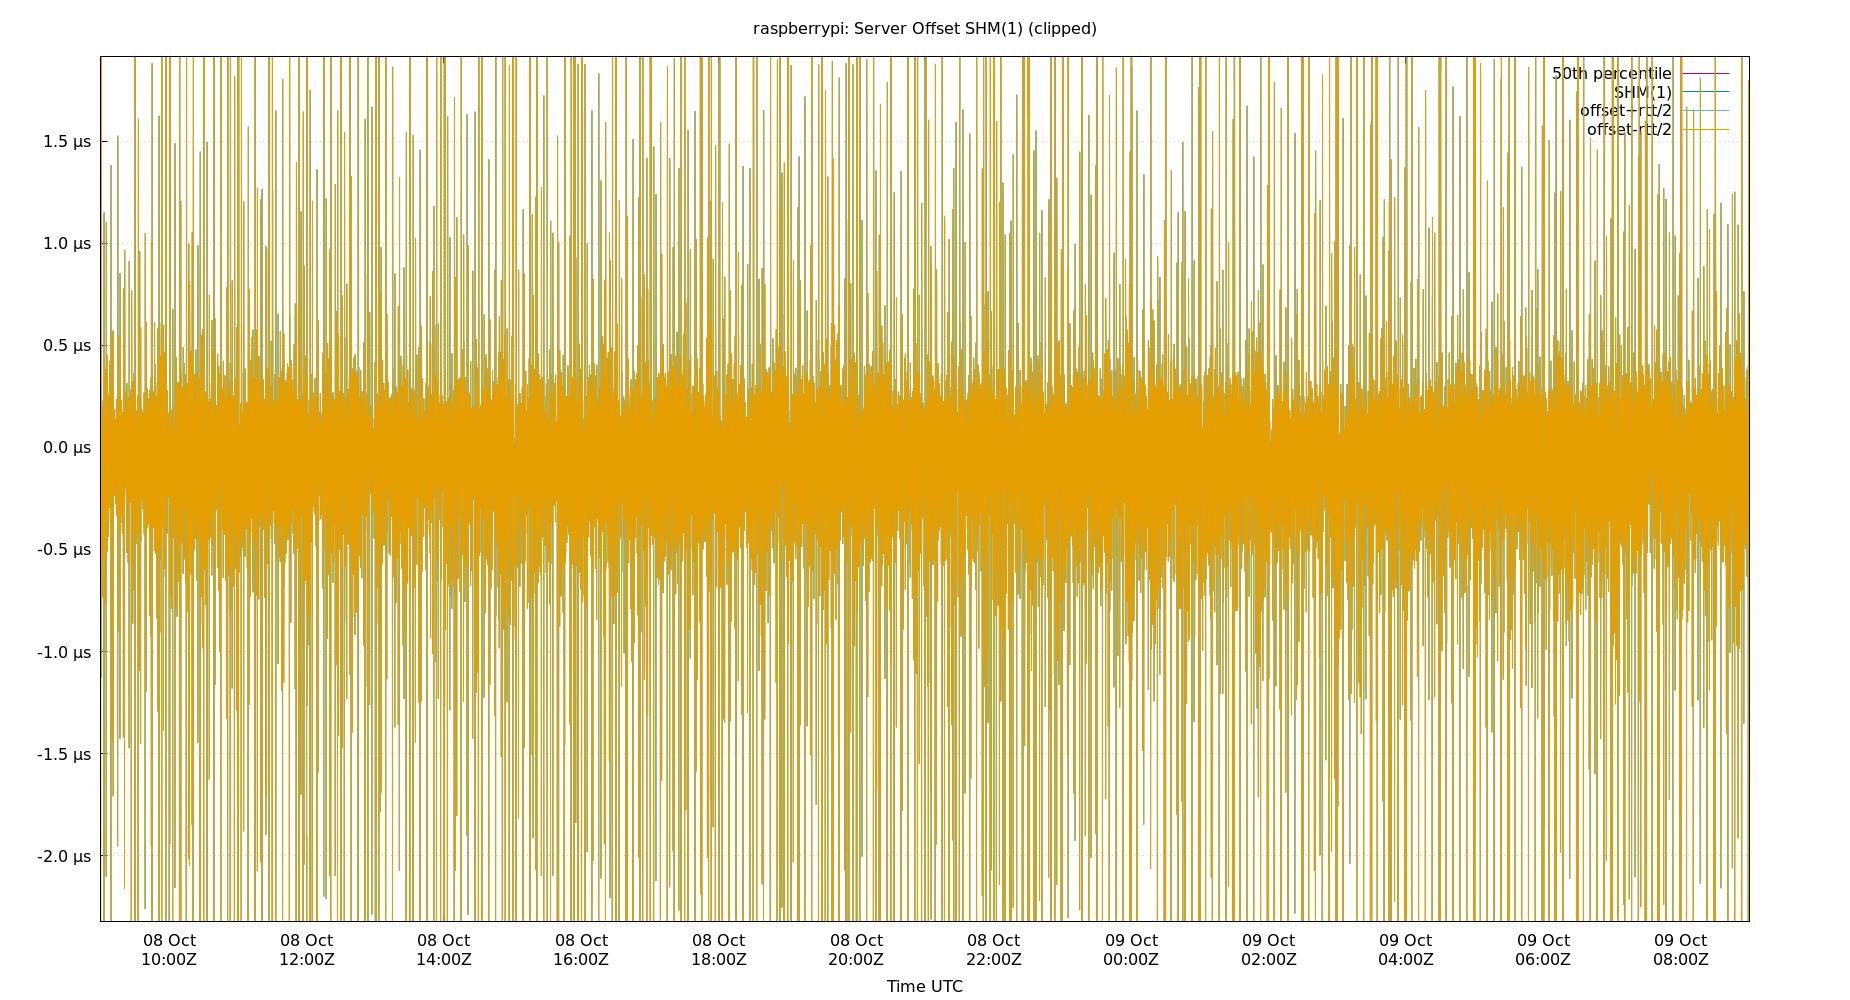 raspberrypi: Server Offset SHM(1) (clipped)
50th percentile
SHM(1)
offset+rtt/2
offset-rtt/2
1.5 µs
1.0 µs
0.5 µs
0.0 µs
-0.5 µs
-1.0 µs
-1.5 µs
-2.0 µs
08 Oct 08 Oct 08 Oct 08 Oct 08 Oct 08 Oct 08 Oct 09 Oct 09 Oct 09 Oct 09 Oct 09 Oct
10:00Z 12:00Z 14:00Z 16:00Z 18:00Z 20:00Z 22:00Z 00:00Z 02:00Z 04:00Z 06:00Z 08:00Z
Time UTC